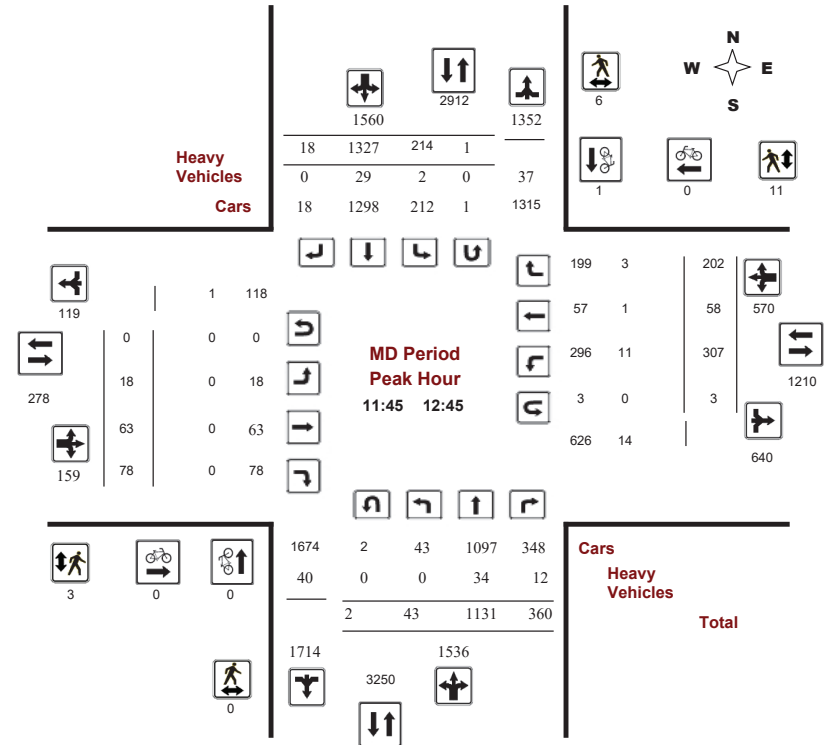 N
W E
S
2912
6
1560 1352
18 1327 214 1
Heavy
Vehicles
0 29 2 0 37
Cars
18 1298 212 1 1315
1 0 11
199 3 202
119
1 118
57 1 58 570
0 0 0
MD Period
Peak Hour
11:45 12:45
296 11 307
278
18 0 18
3 0 3
1210
63 0 63
626 14
640
159
78 0 78
1674 2 43 1097 348
Cars
40 0 0 34 12
Heavy
Vehicles
3 0 0
2 43 1131 360
Total
1714 1536
3250
0